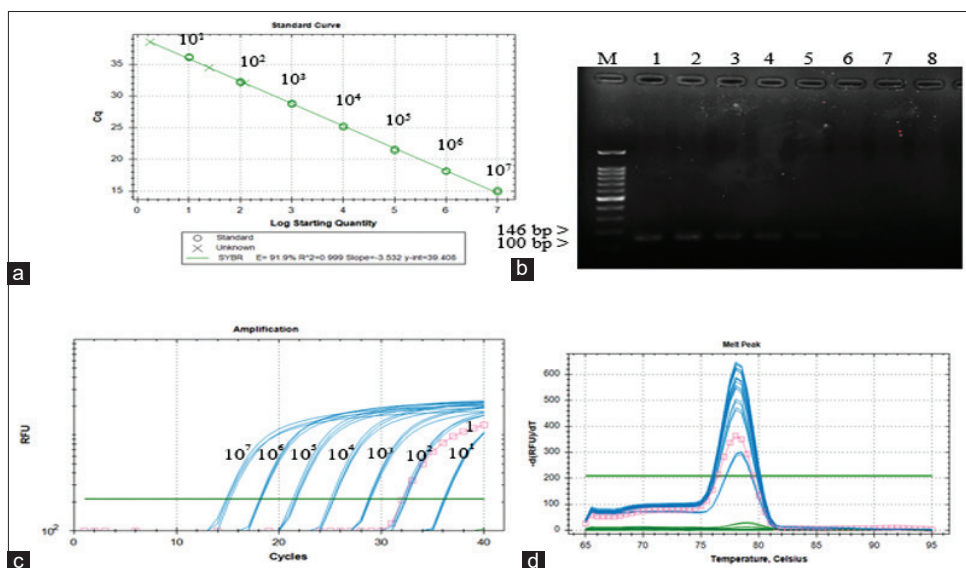 Standard Curve
35
30
25
20
15
Cq
10¹
10²
10³
10⁴
10⁵
10⁶
10⁷
0 1 2 3 4 5 6 7
Log Starting Quantity
Standard
Unknown
SYBR E= 91.9% R^2=0.999 Slope=-3.532 y-int=39.408
a
M 1 2 3 4 5 6 7 8
146 bp >
100 bp >
b
Amplification
RFU
10²
10⁷ 10⁶ 10⁵ 10⁴ 10³ 10² 1 10¹
0 10 20 30 40
Cycles
c
Melt Peak
600
500
400
300
200
100
0
-d(RFU)/dT
65 70 75 80 85 90 95
Temperature, Celsius
d